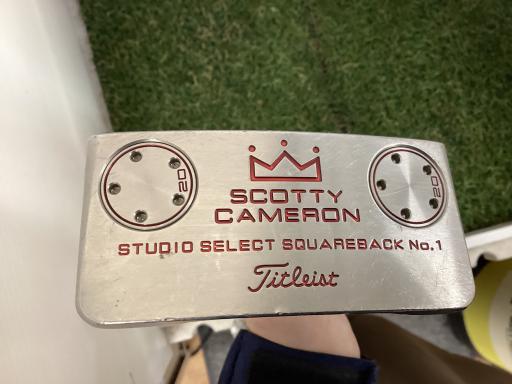 20
20
SCOTTY
CAMERON
STUDIO SELECT SQUAREBACK No.1
Titleist